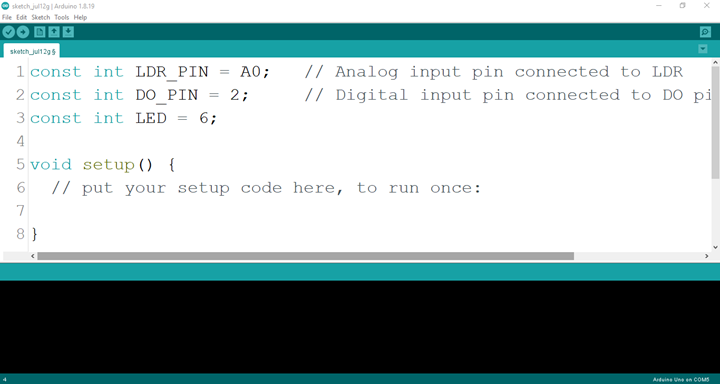 sketch_jul12g | Arduino 1.8.19
File Edit Sketch Tools Help
sketch_jul12g §
1 const int LDR_PIN = A0;   // Analog input pin connected to LDR
2 const int DO_PIN = 2;     // Digital input pin connected to DO pi
3 const int LED = 6;
4
5 void setup() {
6   // put your setup code here, to run once:
7
8 }
4
Arduino Uno on COM5